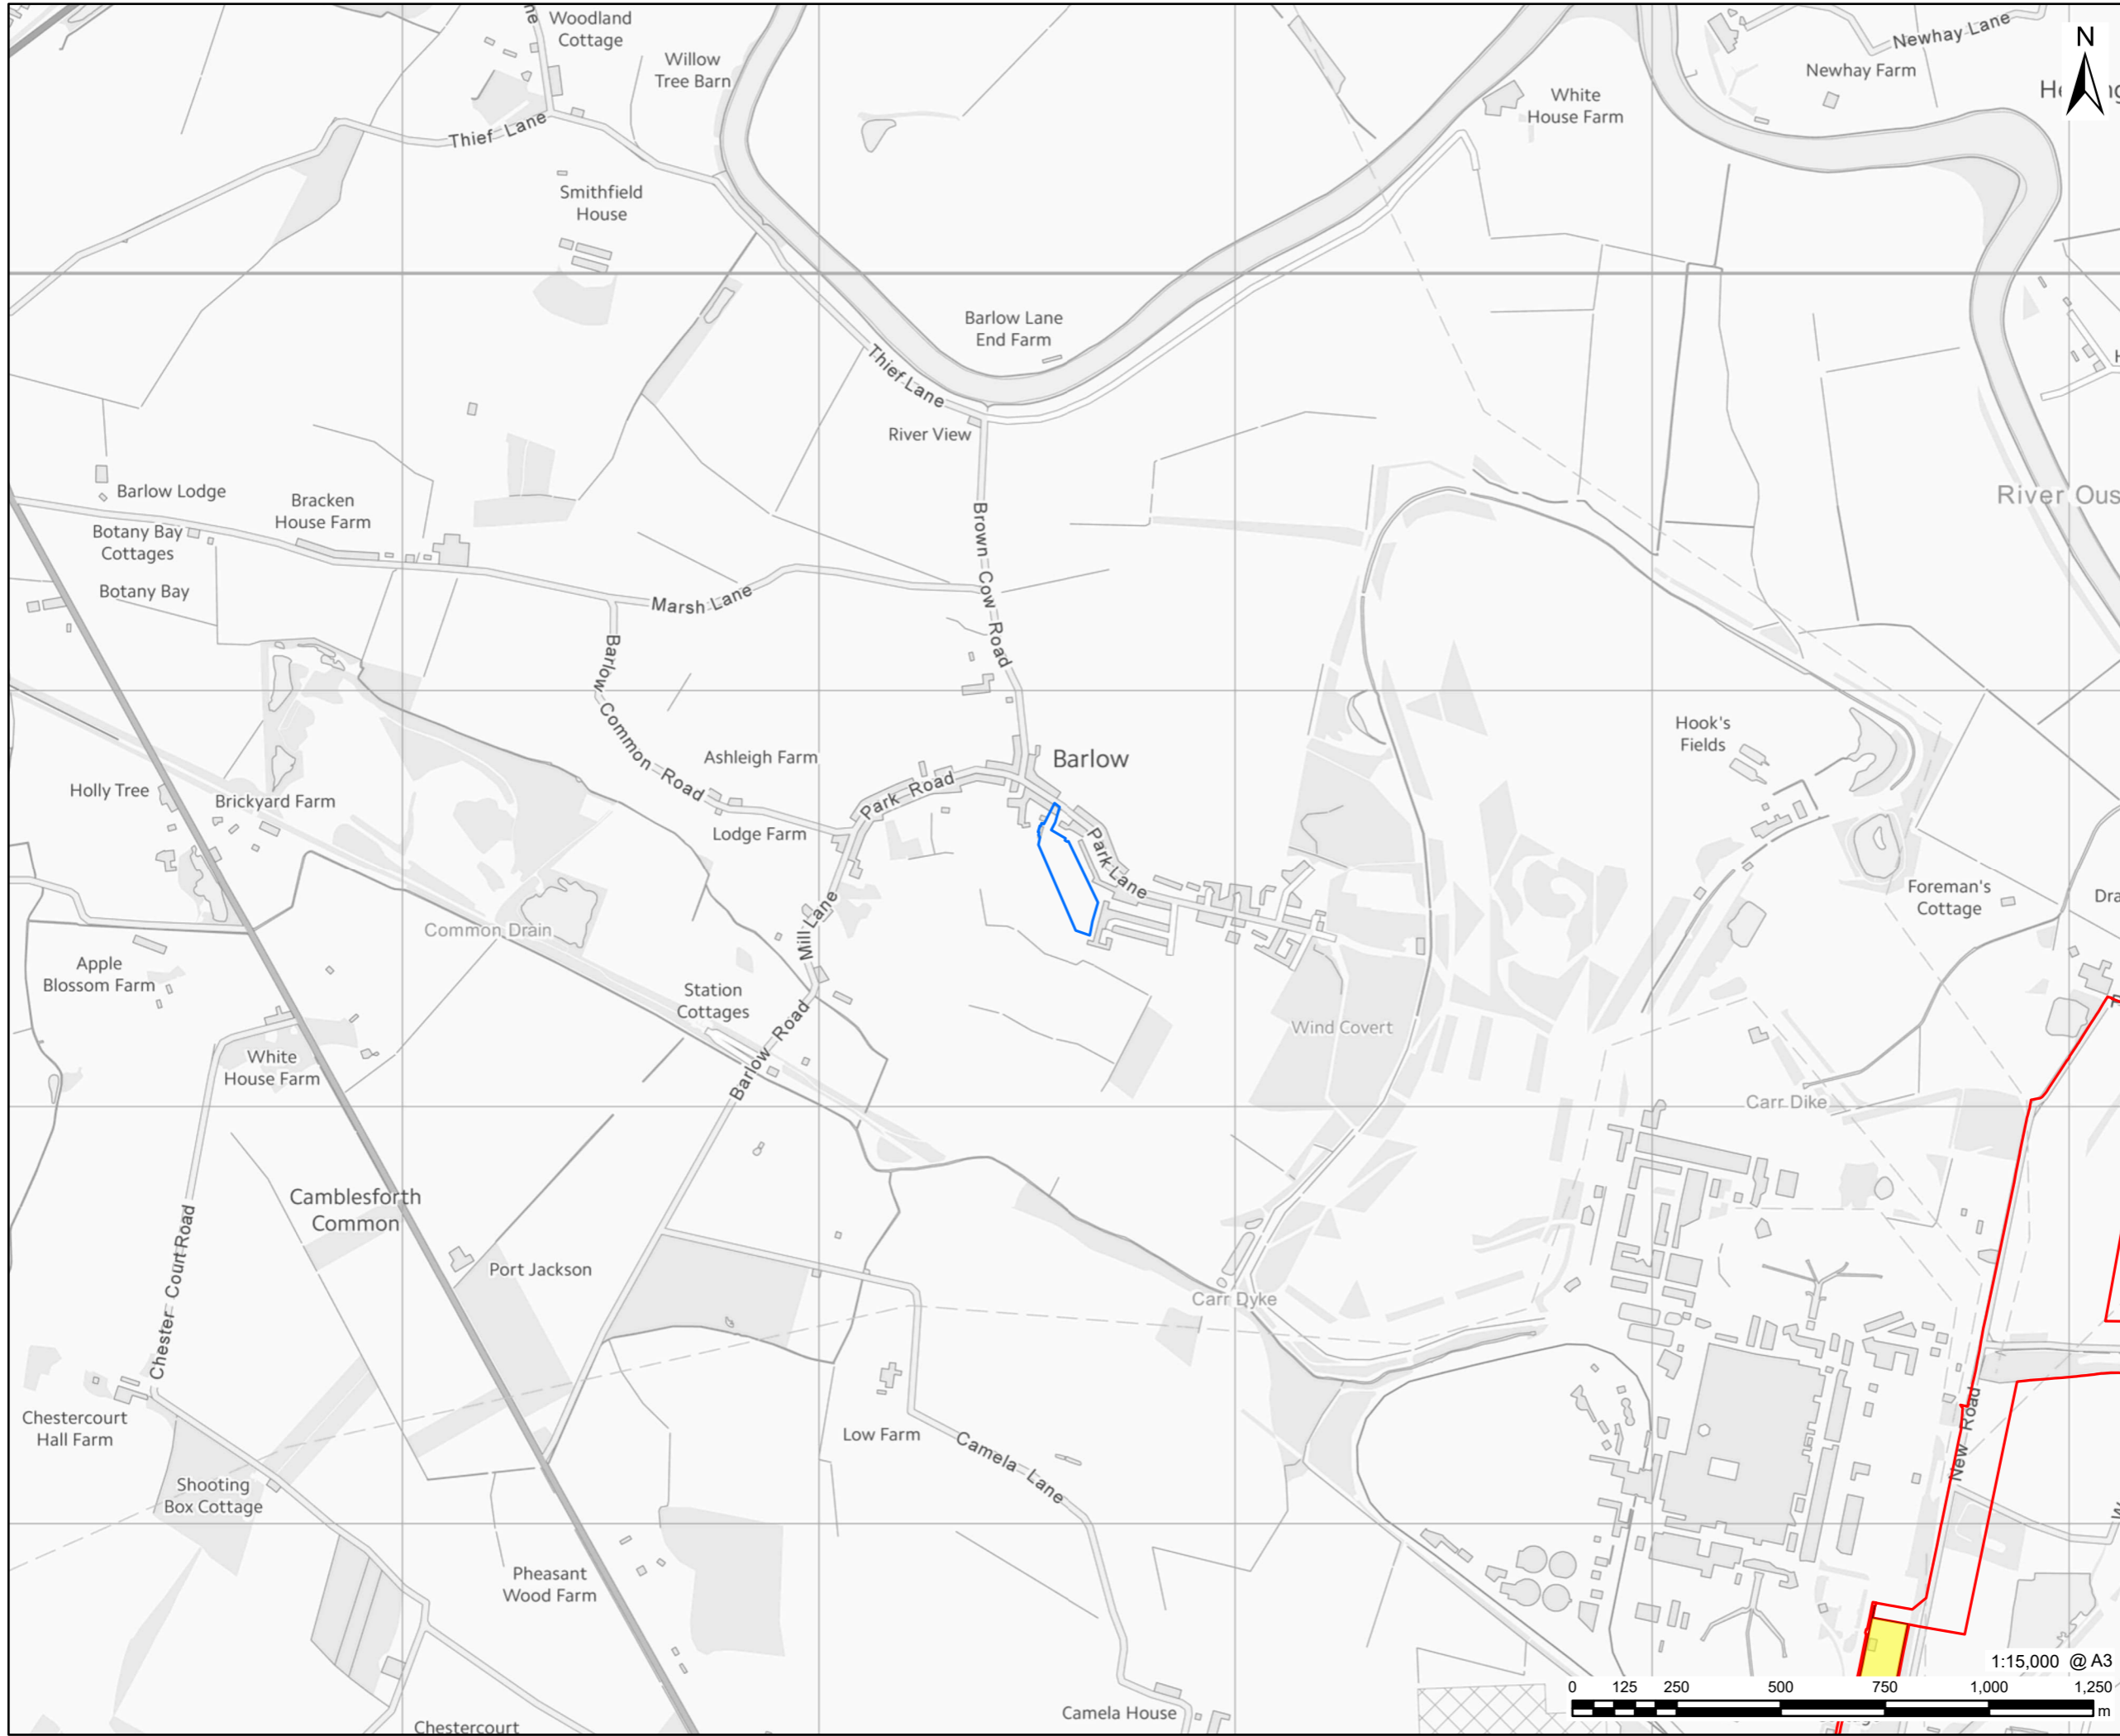 Woodland
Cottage
Willow
Tree Barn
Newhay Lane
Newhay Farm
N
White
House Farm
Thief Lane
Smithfield
House
Barlow Lane
End Farm
Thief Lane
River View
Barlow Lodge
Bracken
House Farm
Botany Bay
Cottages
Botany Bay
River Ous
Brown Cow Road
Marsh Lane
Barlow Common Road
Hook's
Fields
Ashleigh Farm
Barlow
Holly Tree
Brickyard Farm
Park Road
Lodge Farm
Park Lane
Foreman's
Cottage
Dra
Common Drain
Mill Lane
Apple
Blossom Farm
Station
Cottages
Wind Covert
Barlow Road
White
House Farm
Carr Dike
Camblesforth
Common
Chester Court Road
Port Jackson
Carr Dyke
New Road
Chestercourt
Hall Farm
Low Farm
Camela Lane
Shooting
Box Cottage
Pheasant
Wood Farm
1:15,000 @ A3
0 125 250 500 750 1,000 1,250
m
Camela House
Chestercourt